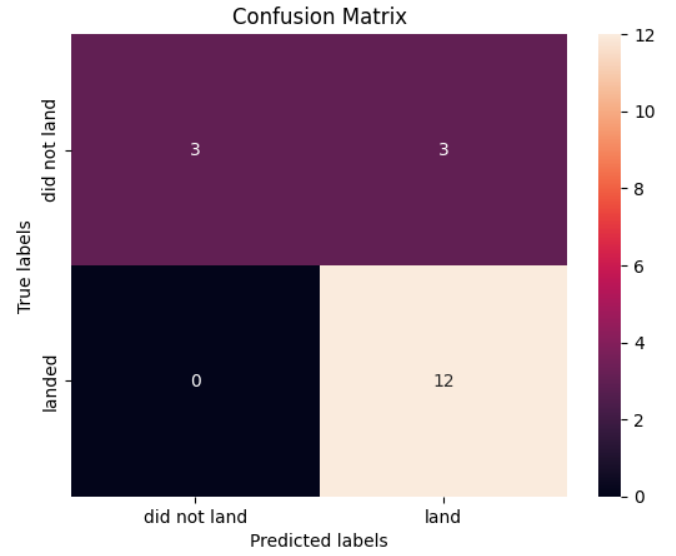 Confusion Matrix
True labels
did not land
3
3
landed
0
12
did not land
land
Predicted labels
12
10
8
6
4
2
0